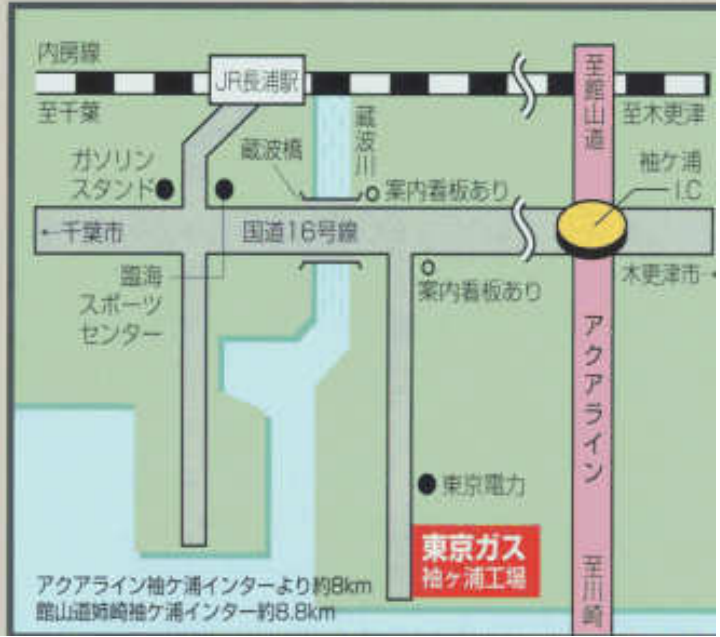 内房線
JR長浦駅
至千葉
至館山道
至木更津
ガソリン
スタンド
蔵波橋
蔵波川
案内看板あり
袖ケ浦
I.C
←千葉市
国道16号線
臨海
スポーツ
センター
案内看板あり
木更津市
アクアライン
東京電力
東京ガス
袖ヶ浦工場
至川崎
アクアライン袖ケ浦インターより約8km
館山道姉崎袖ケ浦インター約8.8km